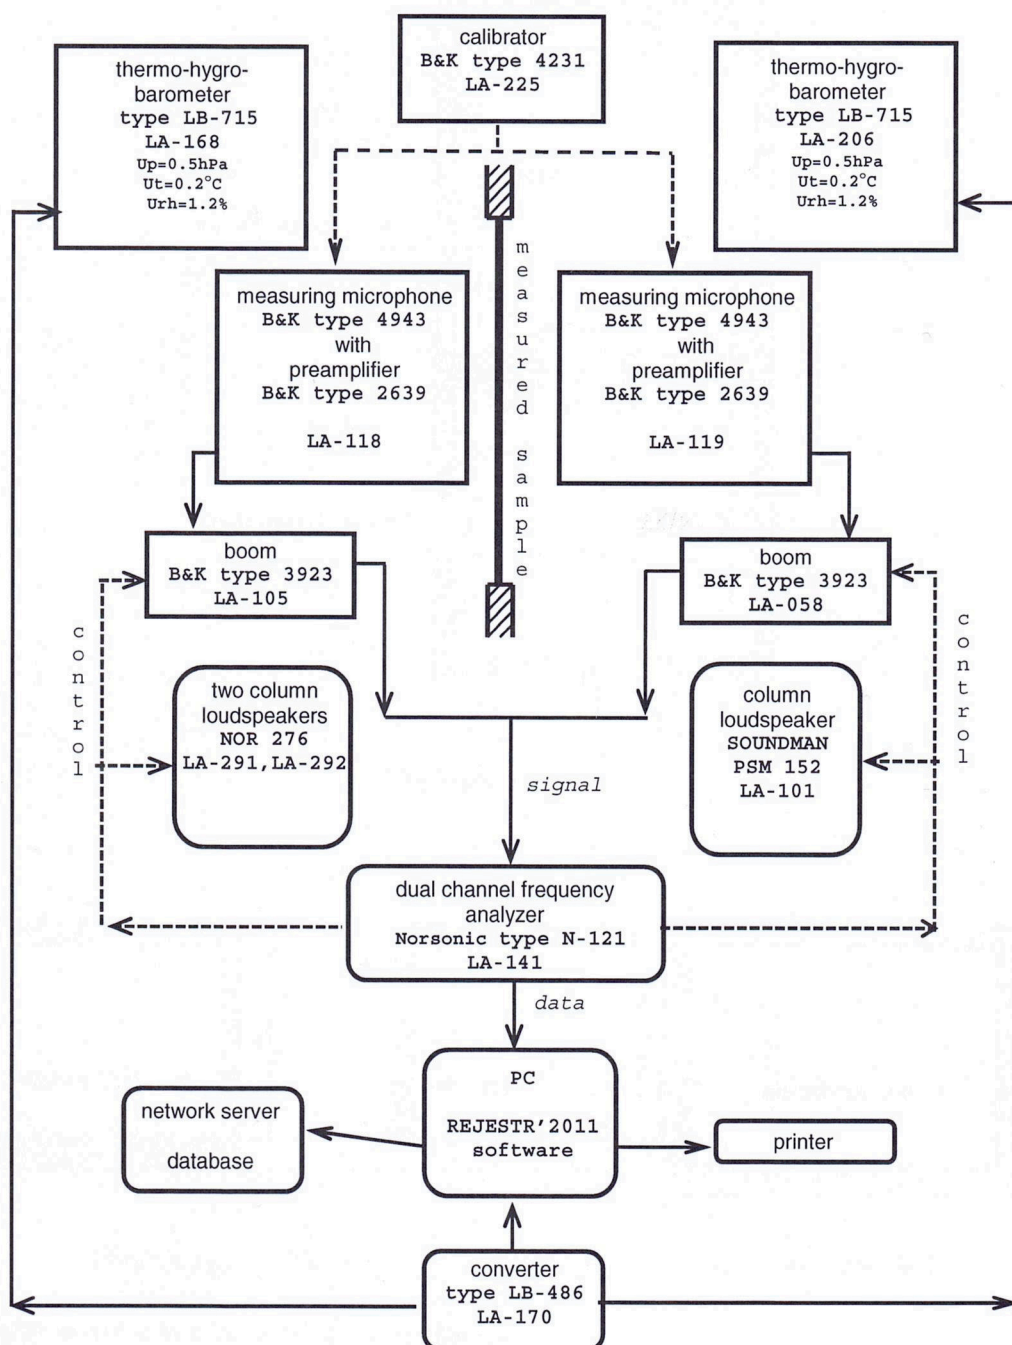 calibrator
B&K type 4231
LA-225
thermo-hygro-
barometer
type LB-715
LA-168
Up=0.5hPa
Ut=0.2°C
Urh=1.2%
thermo-hygro-
barometer
type LB-715
LA-206
Up=0.5hPa
Ut=0.2°C
Urh=1.2%
measuring microphone
B&K type 4943
with
preamplifier
B&K type 2639
LA-118
measured sample
measuring microphone
B&K type 4943
with
preamplifier
B&K type 2639
LA-119
boom
B&K type 3923
LA-105
boom
B&K type 3923
LA-058
control
two column
loudspeakers
NOR 276
LA-291,LA-292
column
loudspeaker
SOUNDMAN
PSM 152
LA-101
control
signal
dual channel frequency
analyzer
Norsonic type N-121
LA-141
data
PC
REJESTR'2011
software
network server
database
printer
converter
type LB-486
LA-170